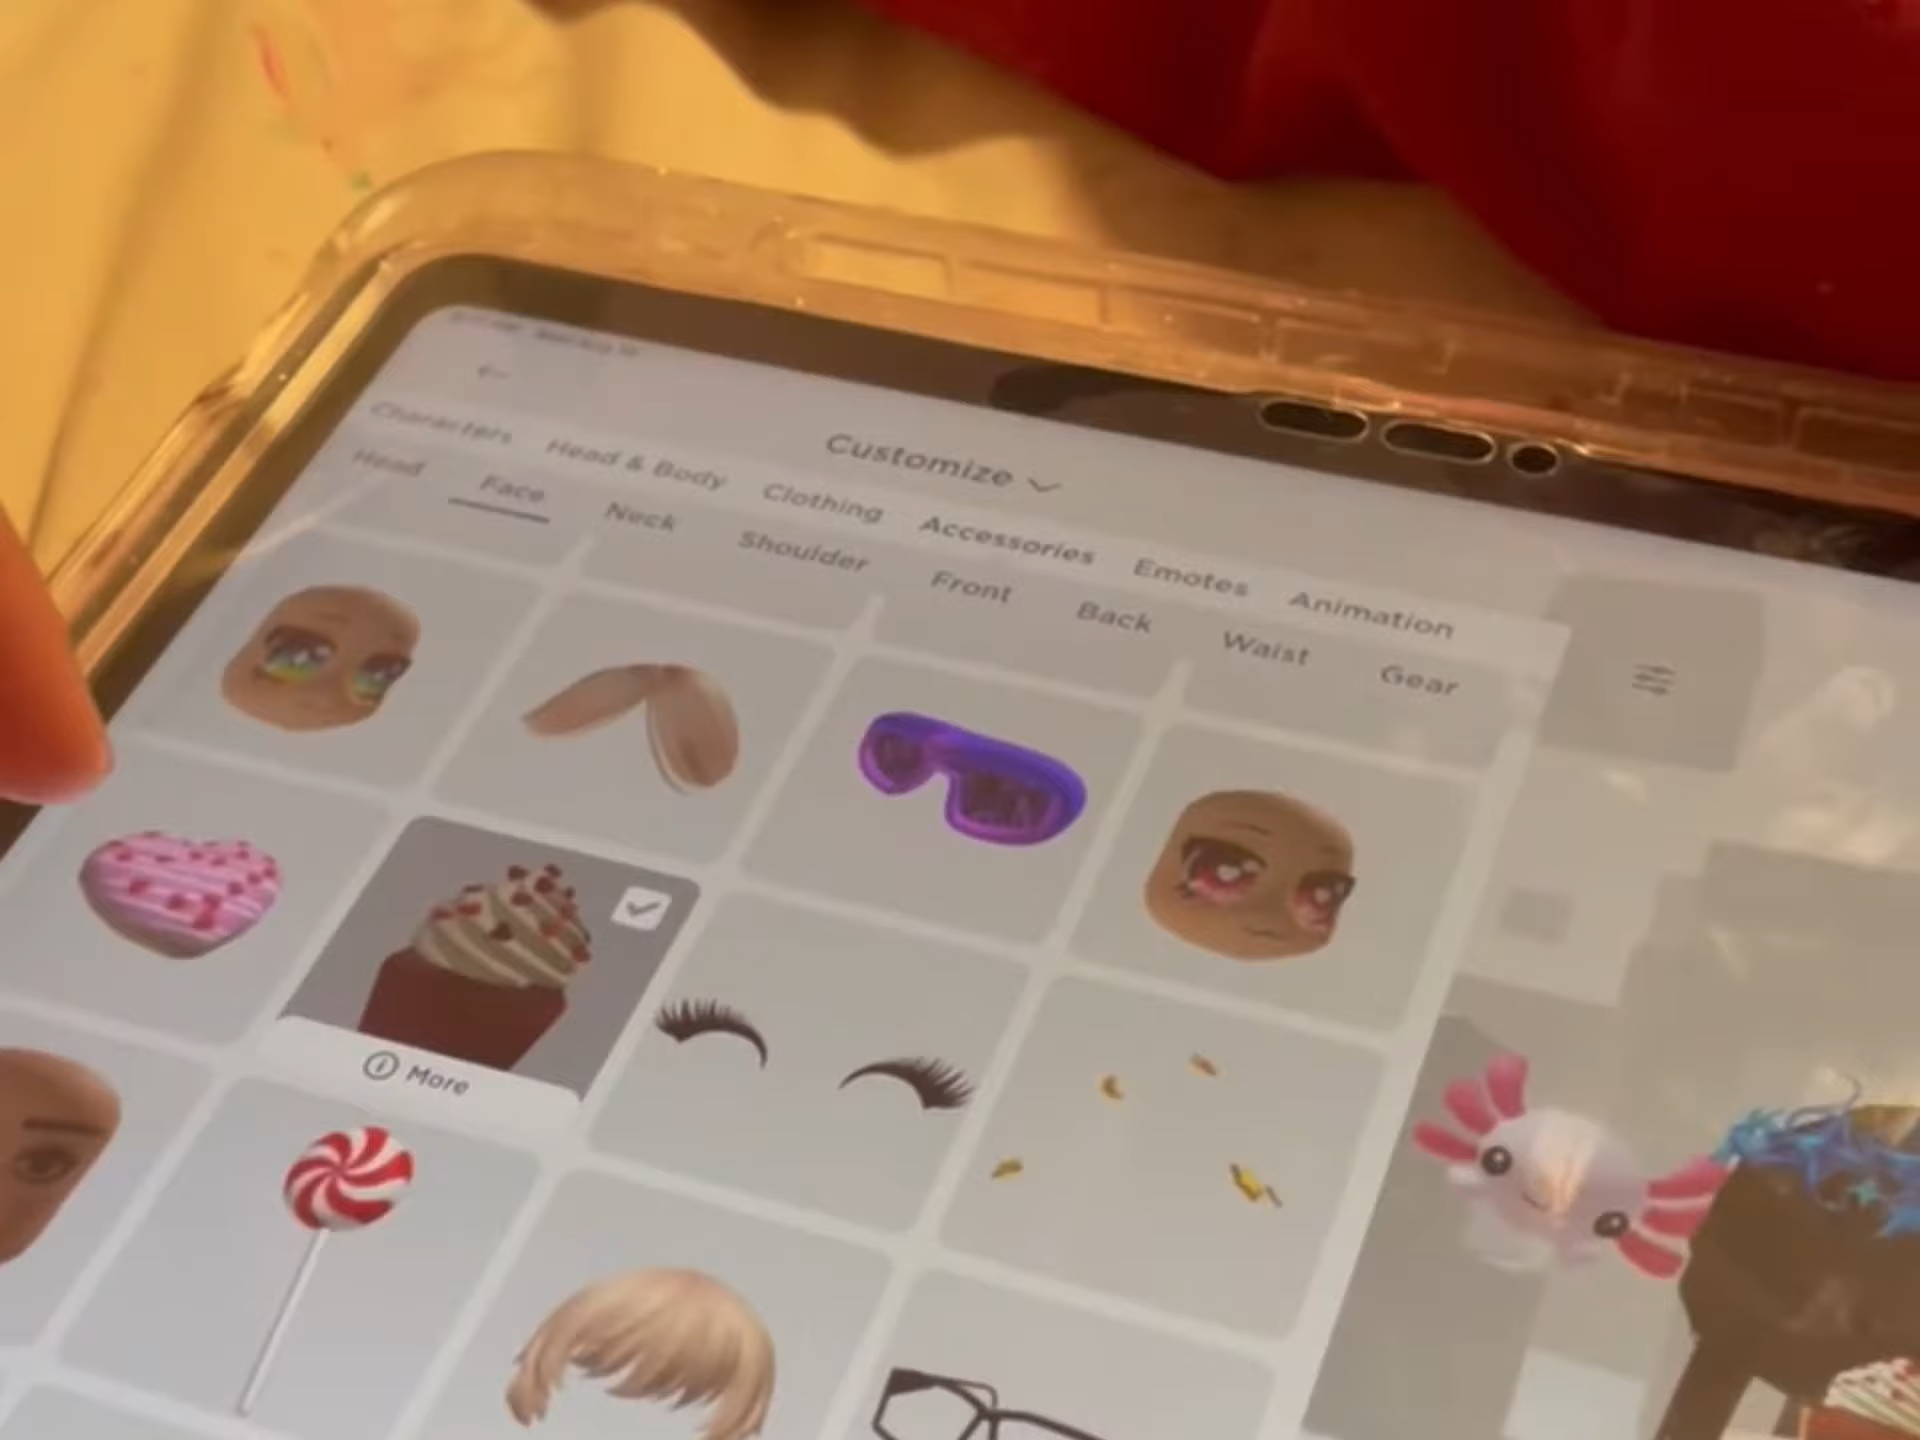 Customize
Characters Head & Body Clothing Accessories Emotes Animation
Head Face Neck Shoulder Front Back Waist Gear
More